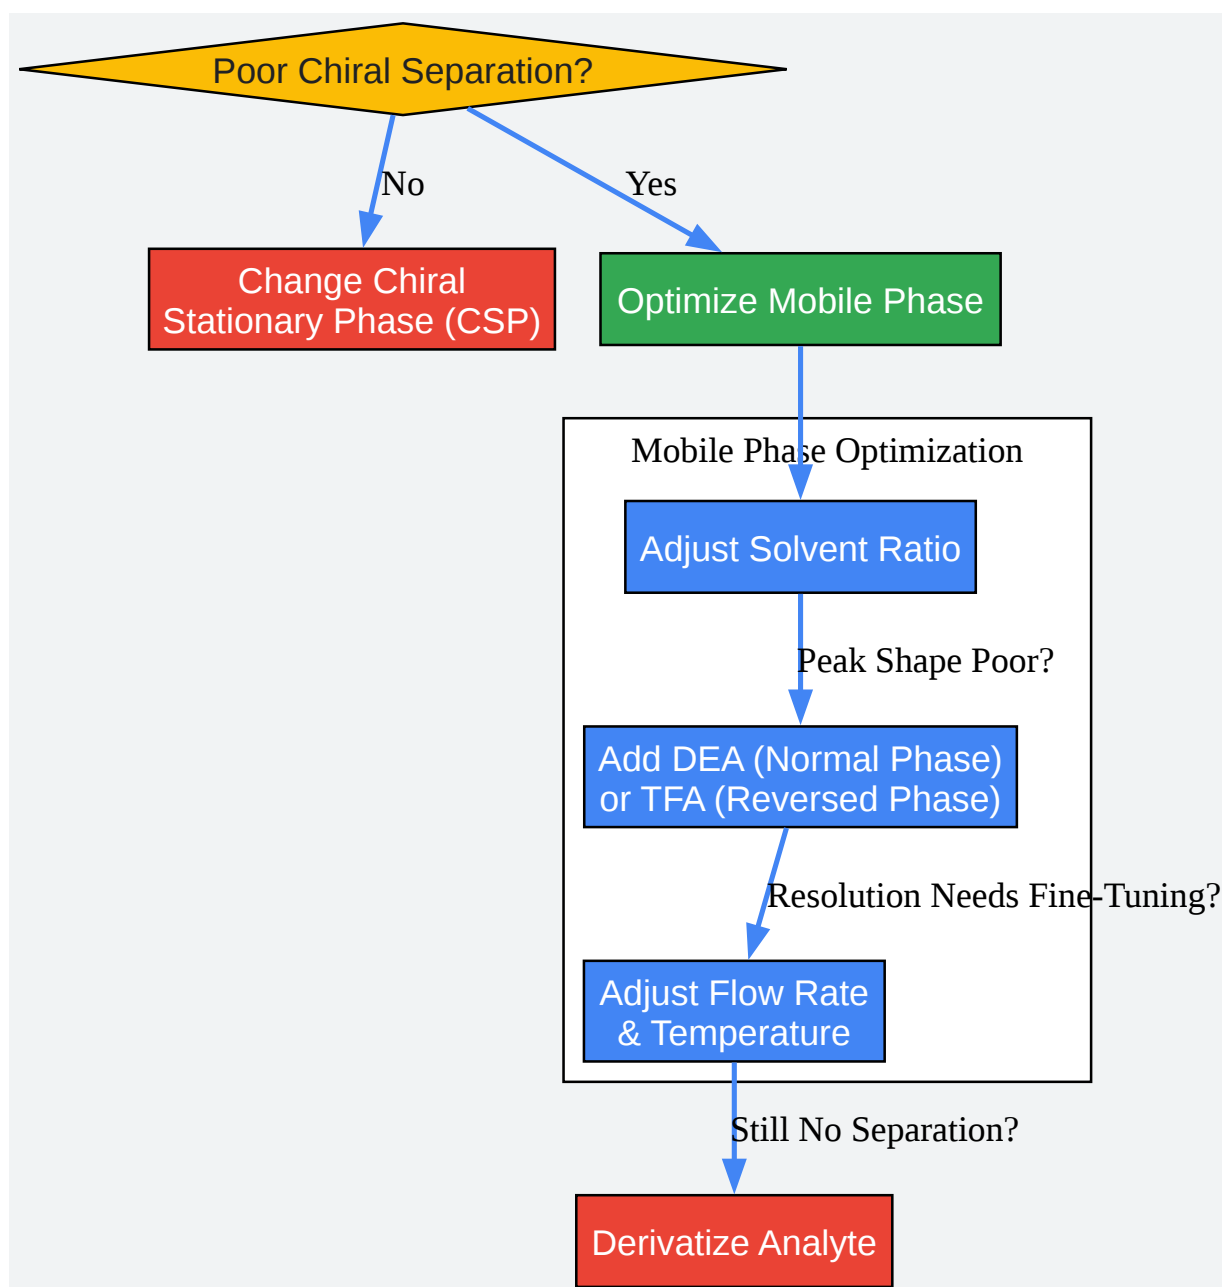 Poor Chiral Separation?
No
Yes
Change Chiral
Stationary Phase (CSP)
Optimize Mobile Phase
Mobile Phase Optimization
Adjust Solvent Ratio
Peak Shape Poor?
Add DEA (Normal Phase)
or TFA (Reversed Phase)
Resolution Needs Fine-Tuning?
Adjust Flow Rate
& Temperature
Still No Separation?
Derivatize Analyte